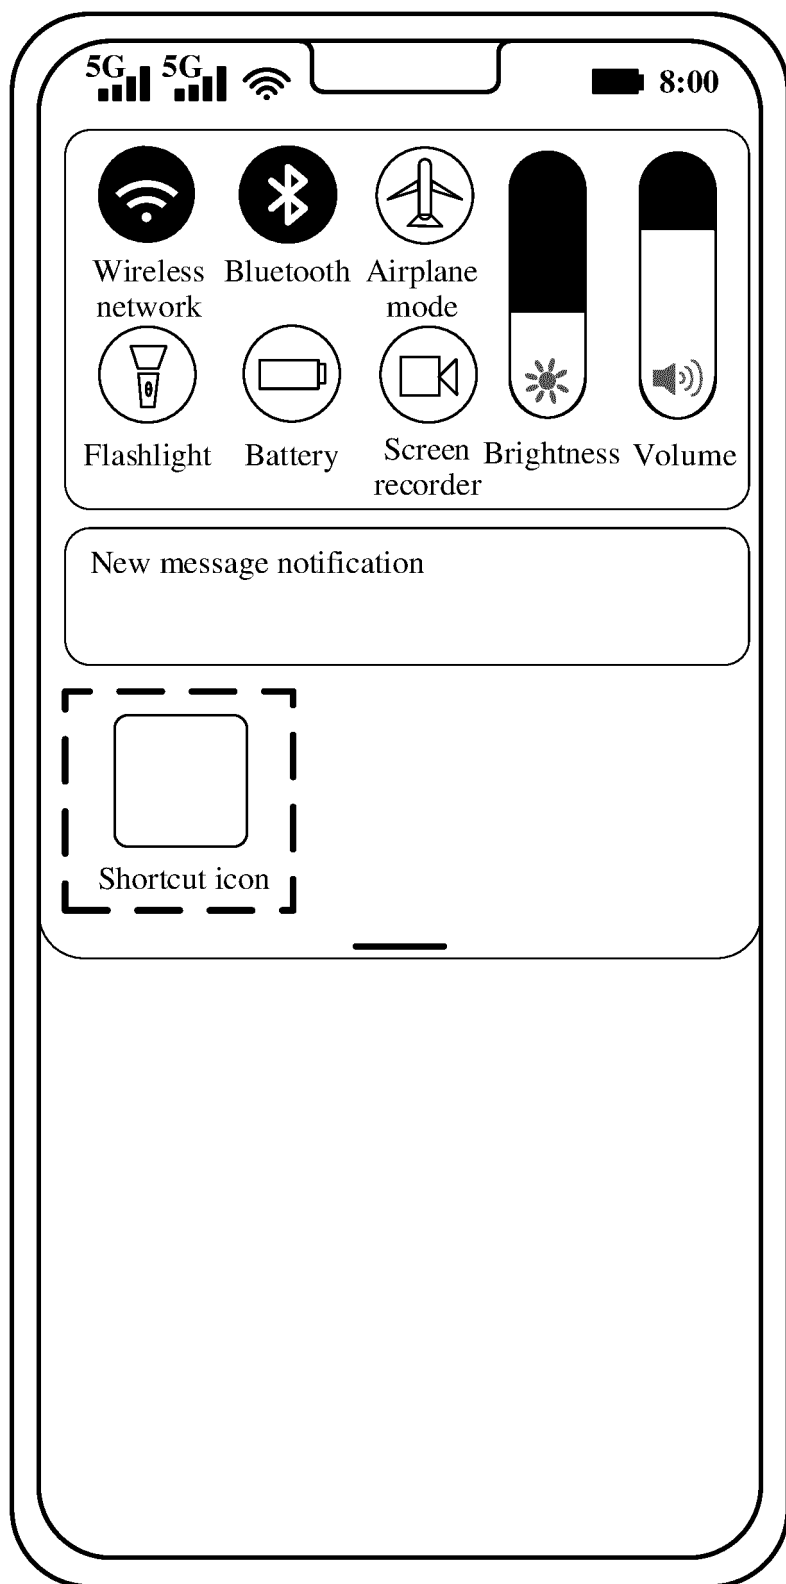 5G 5G 8:00
Wireless network
Bluetooth
Airplane mode
Flashlight
Battery
Screen recorder
Brightness
Volume
New message notification
Shortcut icon